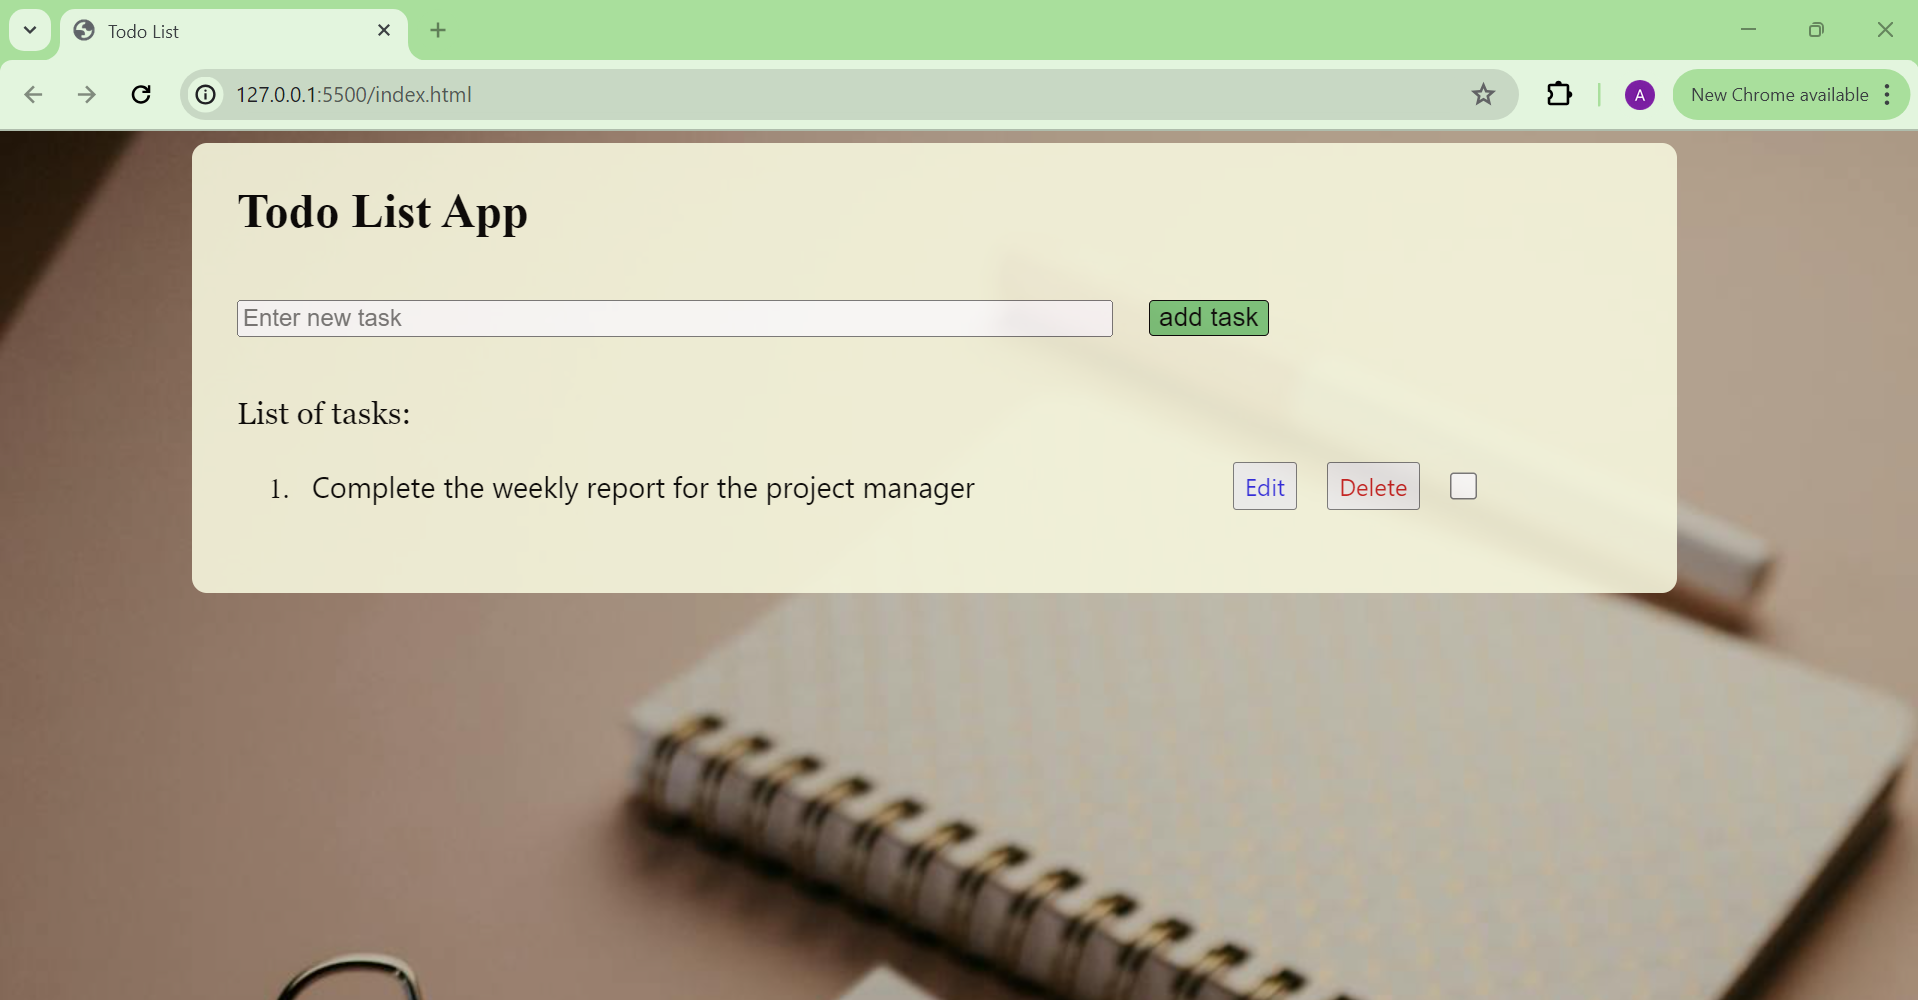 Todo List
127.0.0.1:5500/index.html
A
New Chrome available
Todo List App
Enter new task
add task
List of tasks:
1. Complete the weekly report for the project manager
Edit
Delete